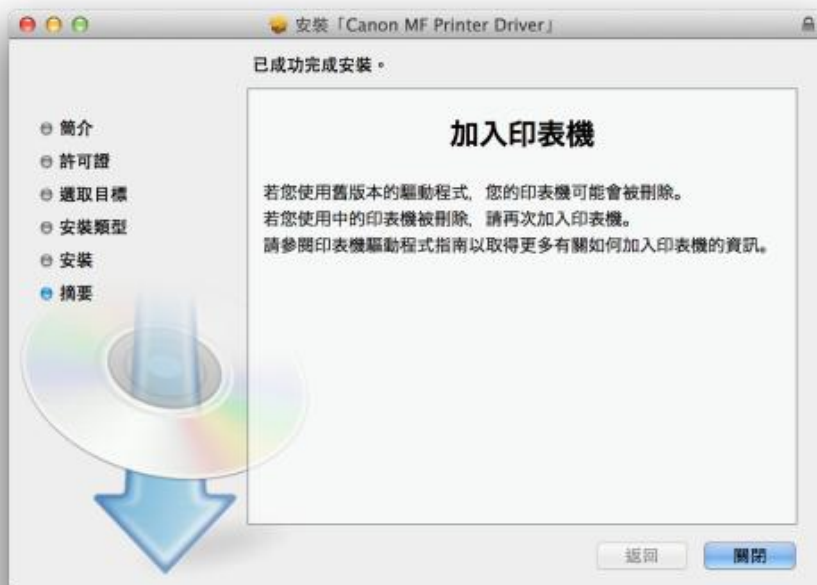 安裝「Canon MF Printer Driver」
已成功完成安裝。
簡介
許可證
選取目標
安裝類型
安裝
摘要
加入印表機
若您使用舊版本的驅動程式，您的印表機可能會被刪除。
若您使用中的印表機被刪除，請再次加入印表機。
請參閱印表機驅動程式指南以取得更多有關如何加入印表機的資訊。
返回
關閉